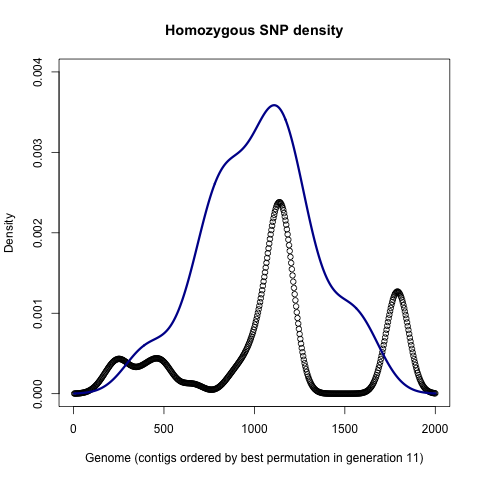 Homozygous SNP density
Density
0.004
0.003
0.002
0.001
0.000
0 500 1000 1500 2000
Genome (contigs ordered by best permutation in generation 11)